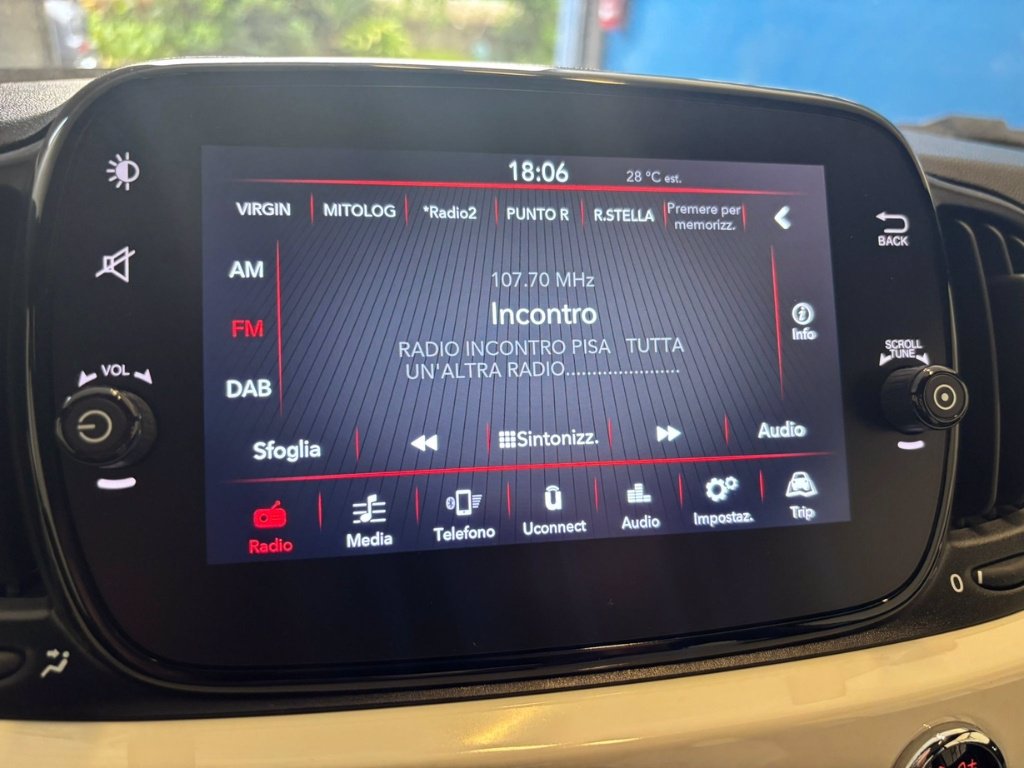 18:06
28 °C est.
VIRGIN
MITOLOG
*Radio2
PUNTO R
R.STELLA
Premere per
memorizz.
BACK
AM
FM
DAB
107.70 MHz
Incontro
RADIO INCONTRO PISA   TUTTA
UN'ALTRA RADIO.....................
Info
VOL
SCROLL
TUNE
Sfoglia
Sintonizz.
Audio
Radio
Media
Telefono
Uconnect
Audio
Impostaz.
Trip
0